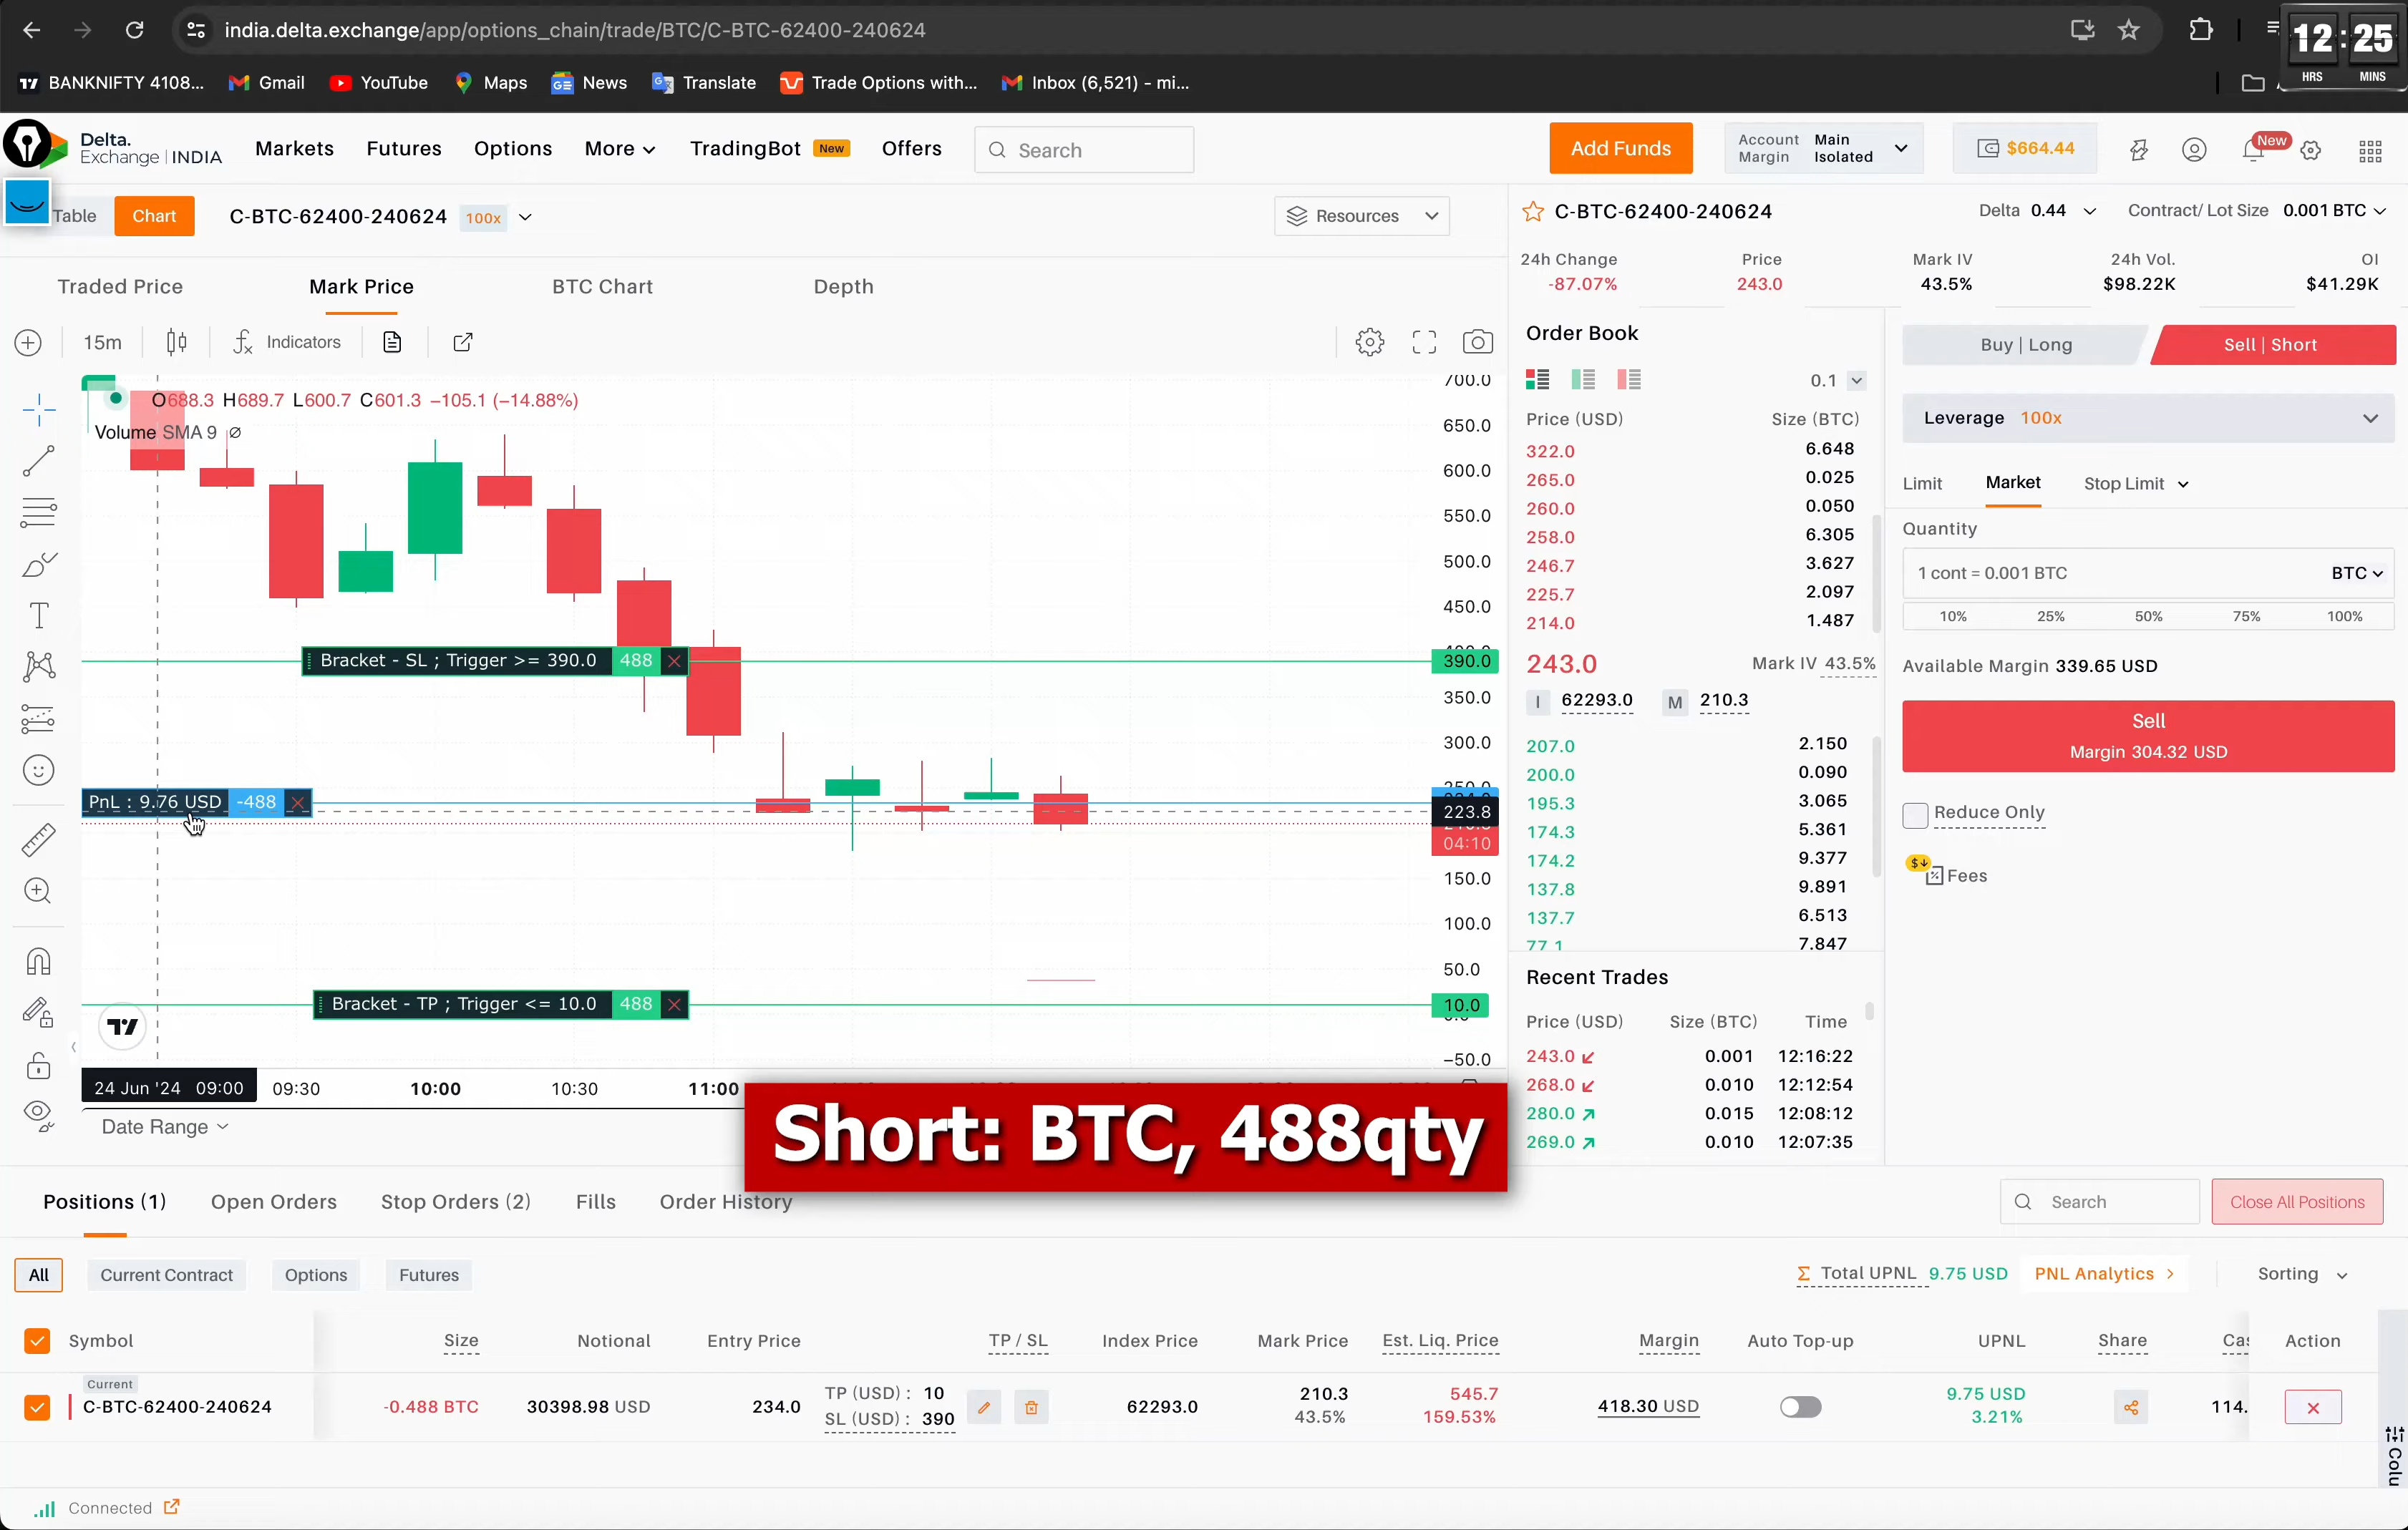 india.delta.exchange/app/options_chain/trade/BTC/C-BTC-62400-240624
12 : 25
HRS MINS
BANKNIFTY 4108... Gmail YouTube Maps News Translate Trade Options with... Inbox (6,521) - mi...
Delta.
Exchange | INDIA
Markets Futures Options More TradingBot New Offers Search
Add Funds
Account Margin Main Isolated
$664.44
New
Table Chart C-BTC-62400-240624 100x Resources
Traded Price Mark Price BTC Chart Depth
15m Indicators
O688.3 H689.7 L600.7 C601.3 −105.1 (−14.88%)
Volume SMA 9 ∅
700.0
650.0
600.0
550.0
500.0
450.0
390.0
350.0
300.0
223.8
04:10
150.0
100.0
50.0
10.0
−50.0
Bracket - SL ; Trigger >= 390.0 488
PnL : 9.76 USD -488
Bracket - TP ; Trigger <= 10.0 488
24 Jun '24 09:00 09:30 10:00 10:30 11:00
Date Range
Short: BTC, 488qty
C-BTC-62400-240624 Delta 0.44 Contract/ Lot Size 0.001 BTC
24h Change Price Mark IV 24h Vol. OI
-87.07% 243.0 43.5% $98.22K $41.29K
Order Book
0.1
Price (USD) Size (BTC)
322.0 6.648
265.0 0.025
260.0 0.050
258.0 6.305
246.7 3.627
225.7 2.097
214.0 1.487
243.0 Mark IV 43.5%
I 62293.0 M 210.3
207.0 2.150
200.0 0.090
195.3 3.065
174.3 5.361
174.2 9.377
137.8 9.891
137.7 6.513
77.1 7.847
Recent Trades
Price (USD) Size (BTC) Time
243.0 0.001 12:16:22
268.0 0.010 12:12:54
280.0 0.015 12:08:12
269.0 0.010 12:07:35
Buy | Long Sell | Short
Leverage 100x
Limit Market Stop Limit
Quantity
1 cont = 0.001 BTC BTC
10% 25% 50% 75% 100%
Available Margin 339.65 USD
Sell
Margin 304.32 USD
Reduce Only
Fees
Positions (1) Open Orders Stop Orders (2) Fills Order History Search Close All Positions
All Current Contract Options Futures Σ Total UPNL 9.75 USD PNL Analytics > Sorting
Symbol Size Notional Entry Price TP / SL Index Price Mark Price Est. Liq. Price Margin Auto Top-up UPNL Share Action
Current
C-BTC-62400-240624 -0.488 BTC 30398.98 USD 234.0 TP (USD) : 10 62293.0 210.3 545.7 418.30 USD 9.75 USD 114.
SL (USD) : 390 43.5% 159.53% 3.21%
Colu
Connected